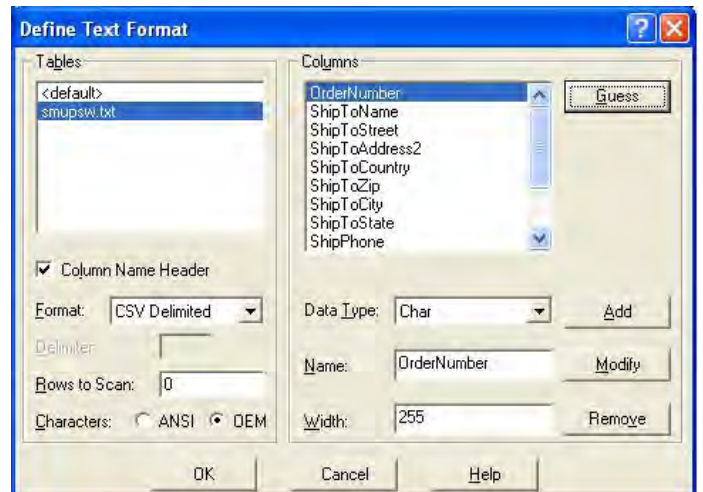 Define Text Format
Tables
<default>
smupsw.txt
Column Name Header
Format: CSV Delimited
Delimiter:
Rows to Scan: 0
Characters: ANSI OEM
Columns
OrderNumber
ShipToName
ShipToStreet
ShipToAddress2
ShipToCountry
ShipToZip
ShipToCity
ShipToState
ShipPhone
Guess
Data Type: Char
Add
Name: OrderNumber
Modify
Width: 255
Remove
OK Cancel Help